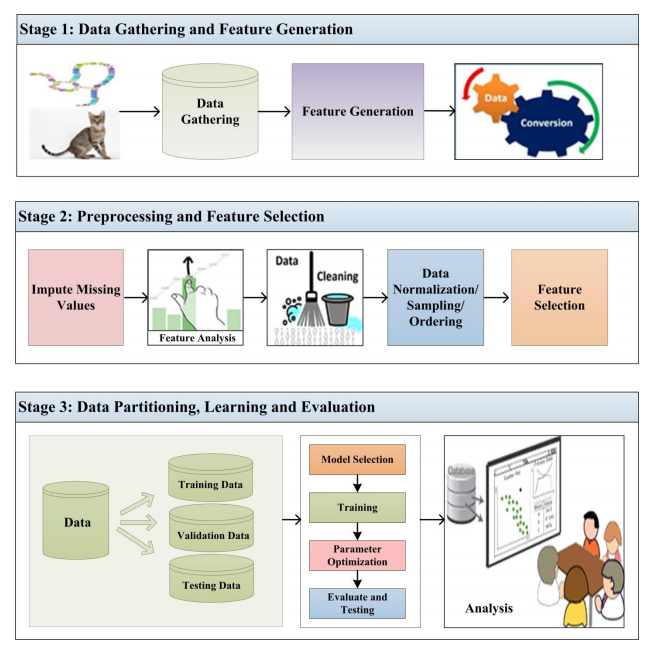 Stage 1: Data Gathering and Feature Generation
Data
Gathering
Feature Generation
Data
Conversion
Stage 2: Preprocessing and Feature Selection
Impute Missing
Values
Feature Analysis
Data
Cleaning
Data
Normalization/
Sampling/
Ordering
Feature
Selection
Stage 3: Data Partitioning, Learning and Evaluation
Data
Training Data
Validation Data
Testing Data
Model Selection
Training
Parameter
Optimization
Evaluate and
Testing
Database
Scatter Plot
Analysis